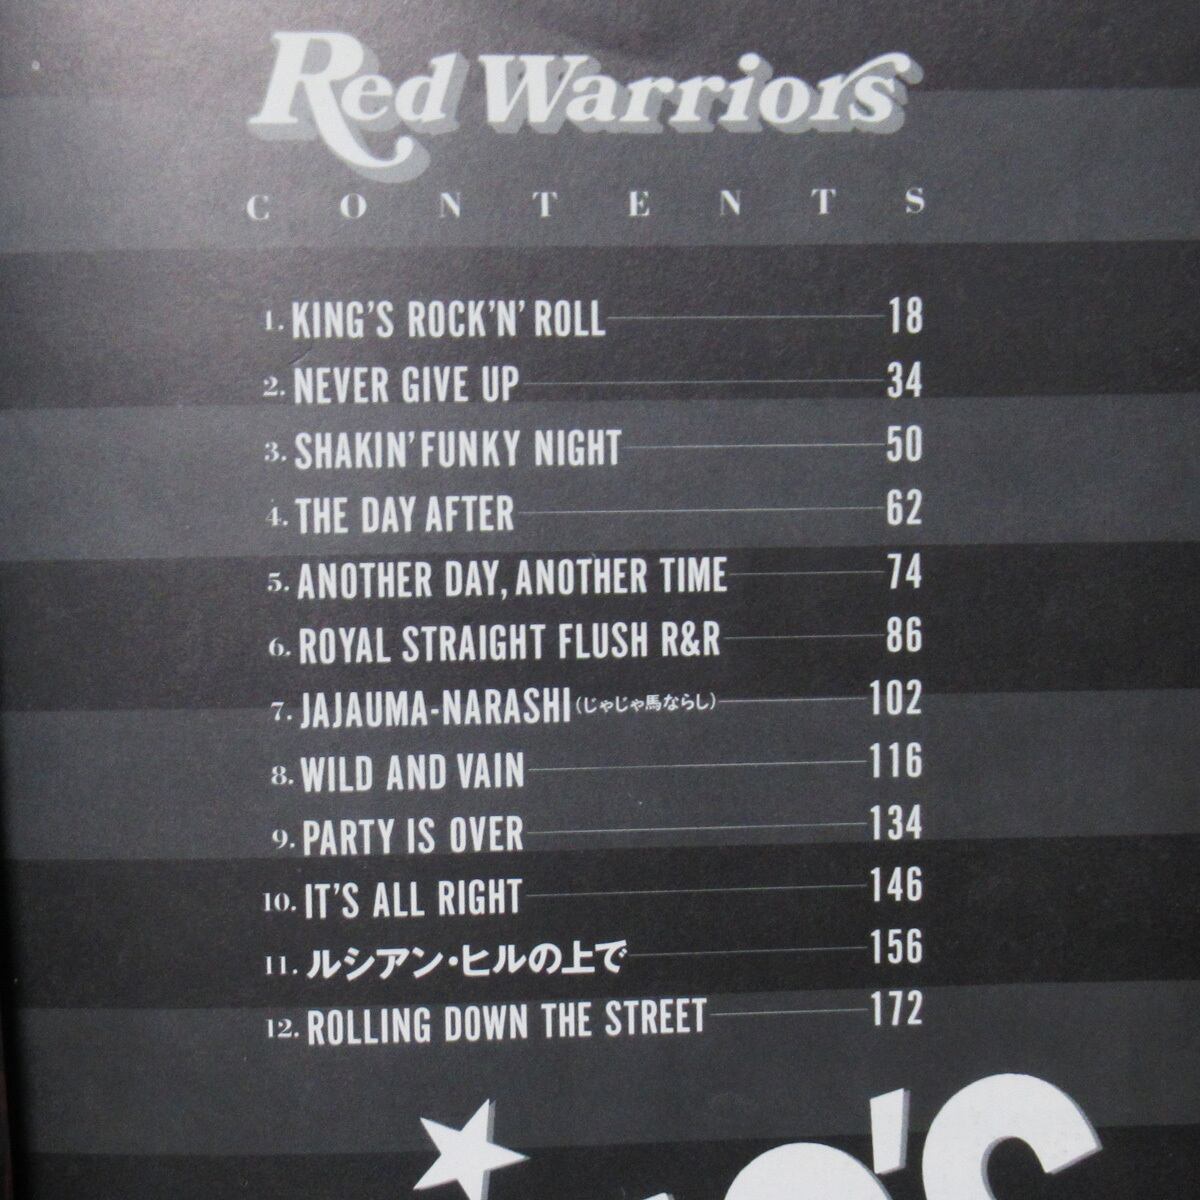 Red Warriors
CONTENTS
1. KING'S ROCK'N' ROLL 18
2. NEVER GIVE UP 34
3. SHAKIN' FUNKY NIGHT 50
4. THE DAY AFTER 62
5. ANOTHER DAY, ANOTHER TIME 74
6. ROYAL STRAIGHT FLUSH R&R 86
7. JAJAUMA-NARASHI (じゃじゃ馬ならし) 102
8. WILD AND VAIN 116
9. PARTY IS OVER 134
10. IT'S ALL RIGHT 146
11. ルシアン・ヒルの上で 156
12. ROLLING DOWN THE STREET 172